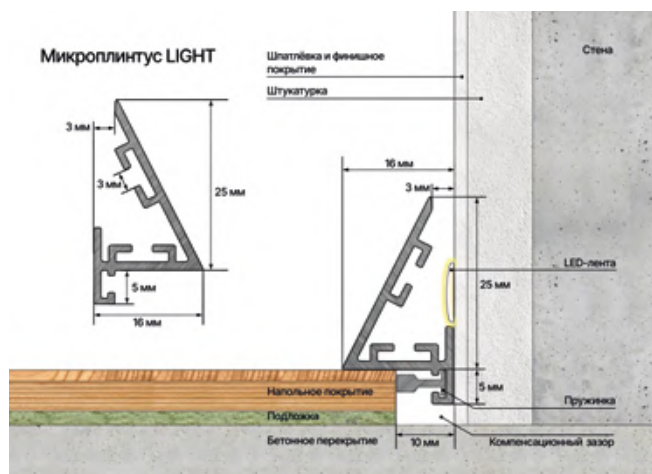 Микроплинтус LIGHT
3 мм
3 мм
25 мм
5 мм
16 мм
Шпатлёвка и финишное
покрытие
Штукатурка
Стена
16 мм
3 мм
LED-лента
25 мм
5 мм
Напольное покрытие
Пружинка
Подложка
Бетонное перекрытие
10 мм
Компенсационный зазор